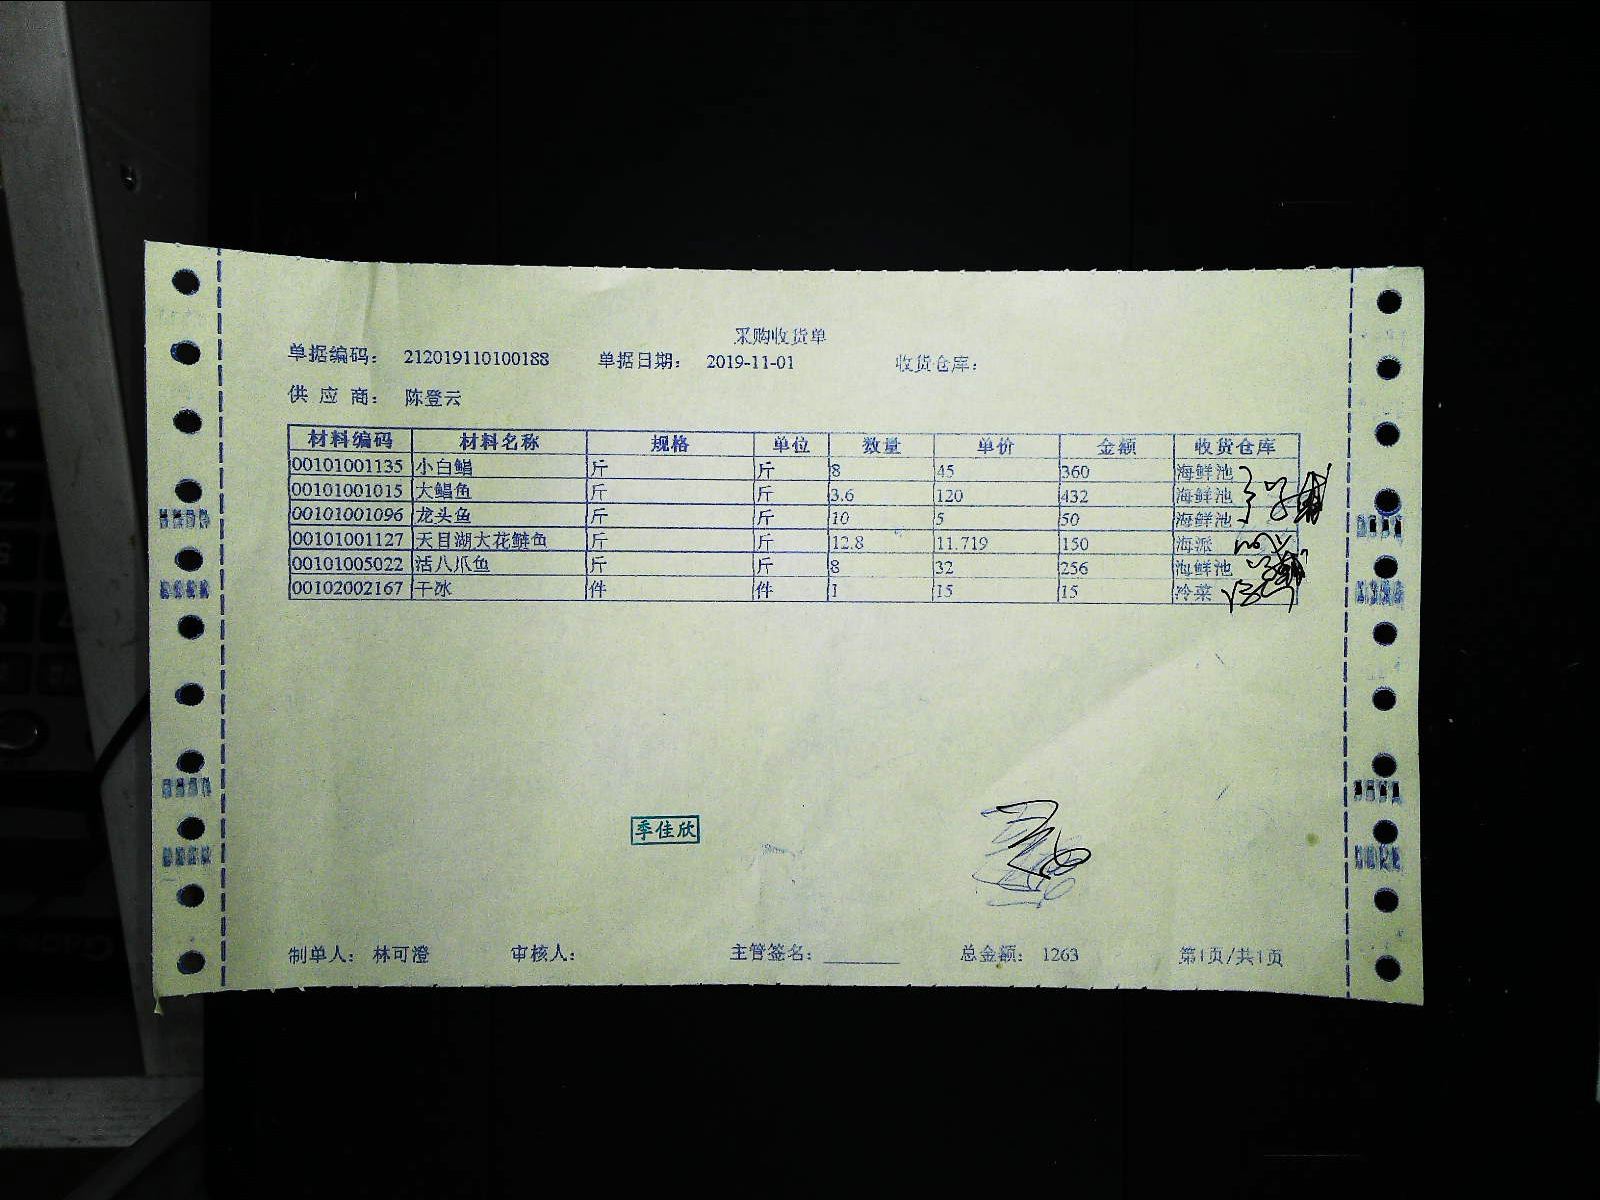 采购收货单
单据编码： 212019110100188 单据日期： 2019-11-01 收货仓库：
供 应 商： 陈登云
材料编码 材料名称 规格 单位 数量 单价 金额 收货仓库
00101001135 小白鲳 斤 斤 8 45 360 海鲜池
00101001015 大鲳鱼 斤 斤 3.6 120 432 海鲜池
00101001096 龙头鱼 斤 斤 10 5 50 海鲜池
00101001127 天目湖大花鲢鱼 斤 斤 12.8 11.719 150 海派
00101005022 活八爪鱼 斤 斤 8 32 256 海鲜池
00102002167 干冰 件 件 1 15 15 冷菜
季佳欣
制单人： 林可澄 审核人： 主管签名： 总金额： 1263 第1页/共1页